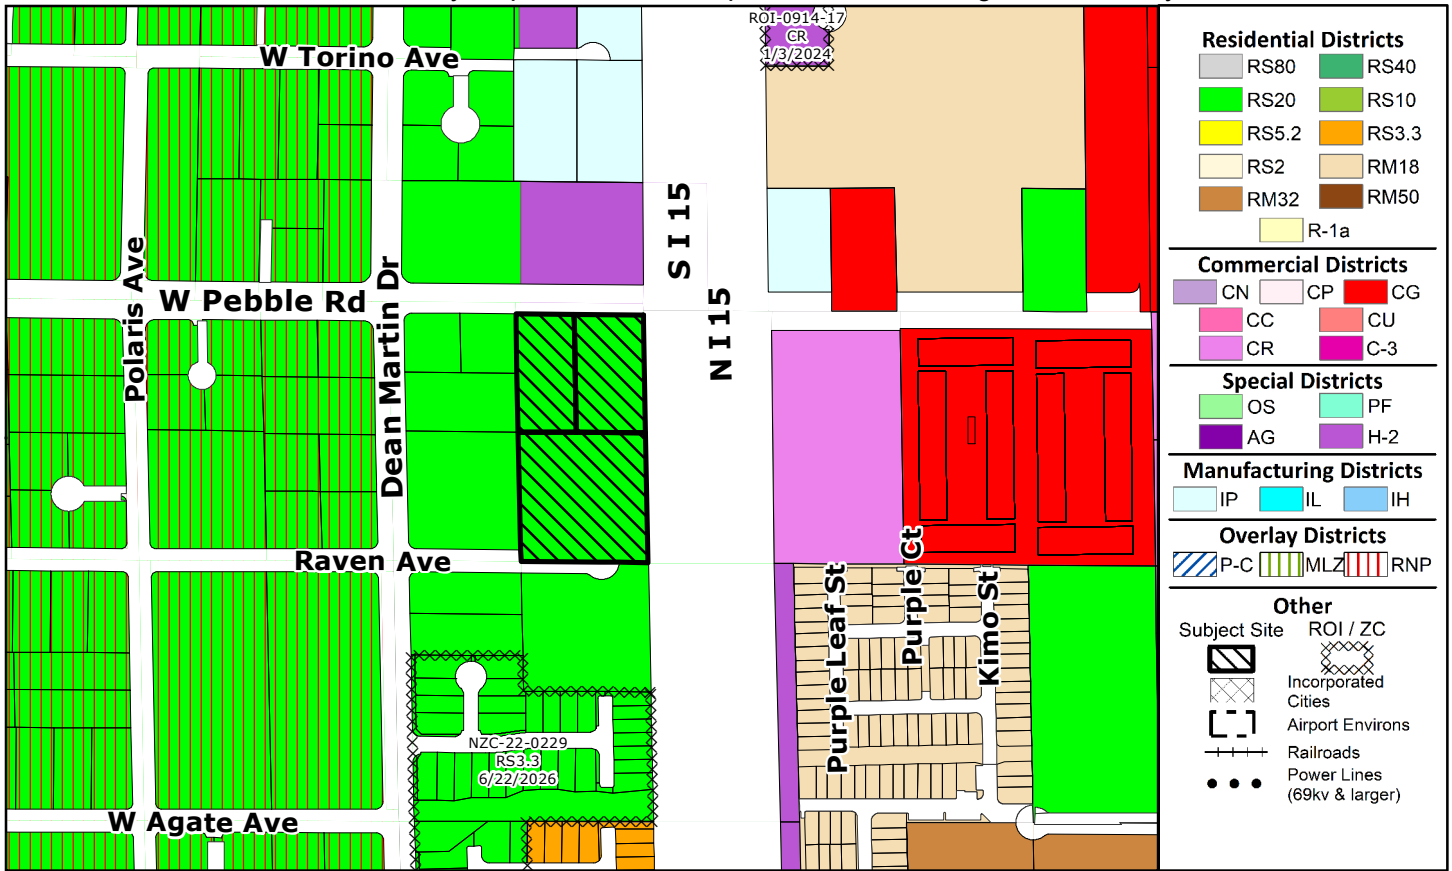 W Torino Ave
ROI-0914-17
CR
1/3/2024
S I 15
N I 15
Polaris Ave
W Pebble Rd
Dean Martin Dr
Raven Ave
Purple Leaf St
Purple Ct
Kimo St
NZC-22-0229
RS3.3
6/22/2026
W Agate Ave
Residential Districts
RS80 RS40
RS20 RS10
RS5.2 RS3.3
RS2 RM18
RM32 RM50
R-1a
Commercial Districts
CN CP CG
CC CU
CR C-3
Special Districts
OS PF
AG H-2
Manufacturing Districts
IP IL IH
Overlay Districts
P-C MLZ RNP
Other
Subject Site ROI / ZC
Incorporated
Cities
Airport Environs
Railroads
Power Lines
(69kv & larger)